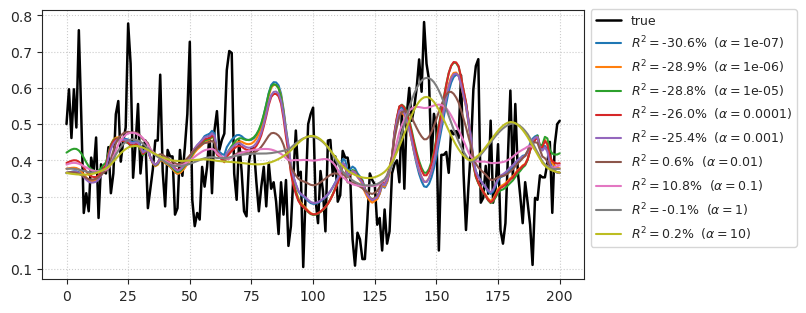 0.8
0.7
0.6
0.5
0.4
0.3
0.2
0.1
0 25 50 75 100 125 150 175 200
true
R² = -30.6% (α = 1e-07)
R² = -28.9% (α = 1e-06)
R² = -28.8% (α = 1e-05)
R² = -26.0% (α = 0.0001)
R² = -25.4% (α = 0.001)
R² = 0.6% (α = 0.01)
R² = 10.8% (α = 0.1)
R² = -0.1% (α = 1)
R² = 0.2% (α = 10)